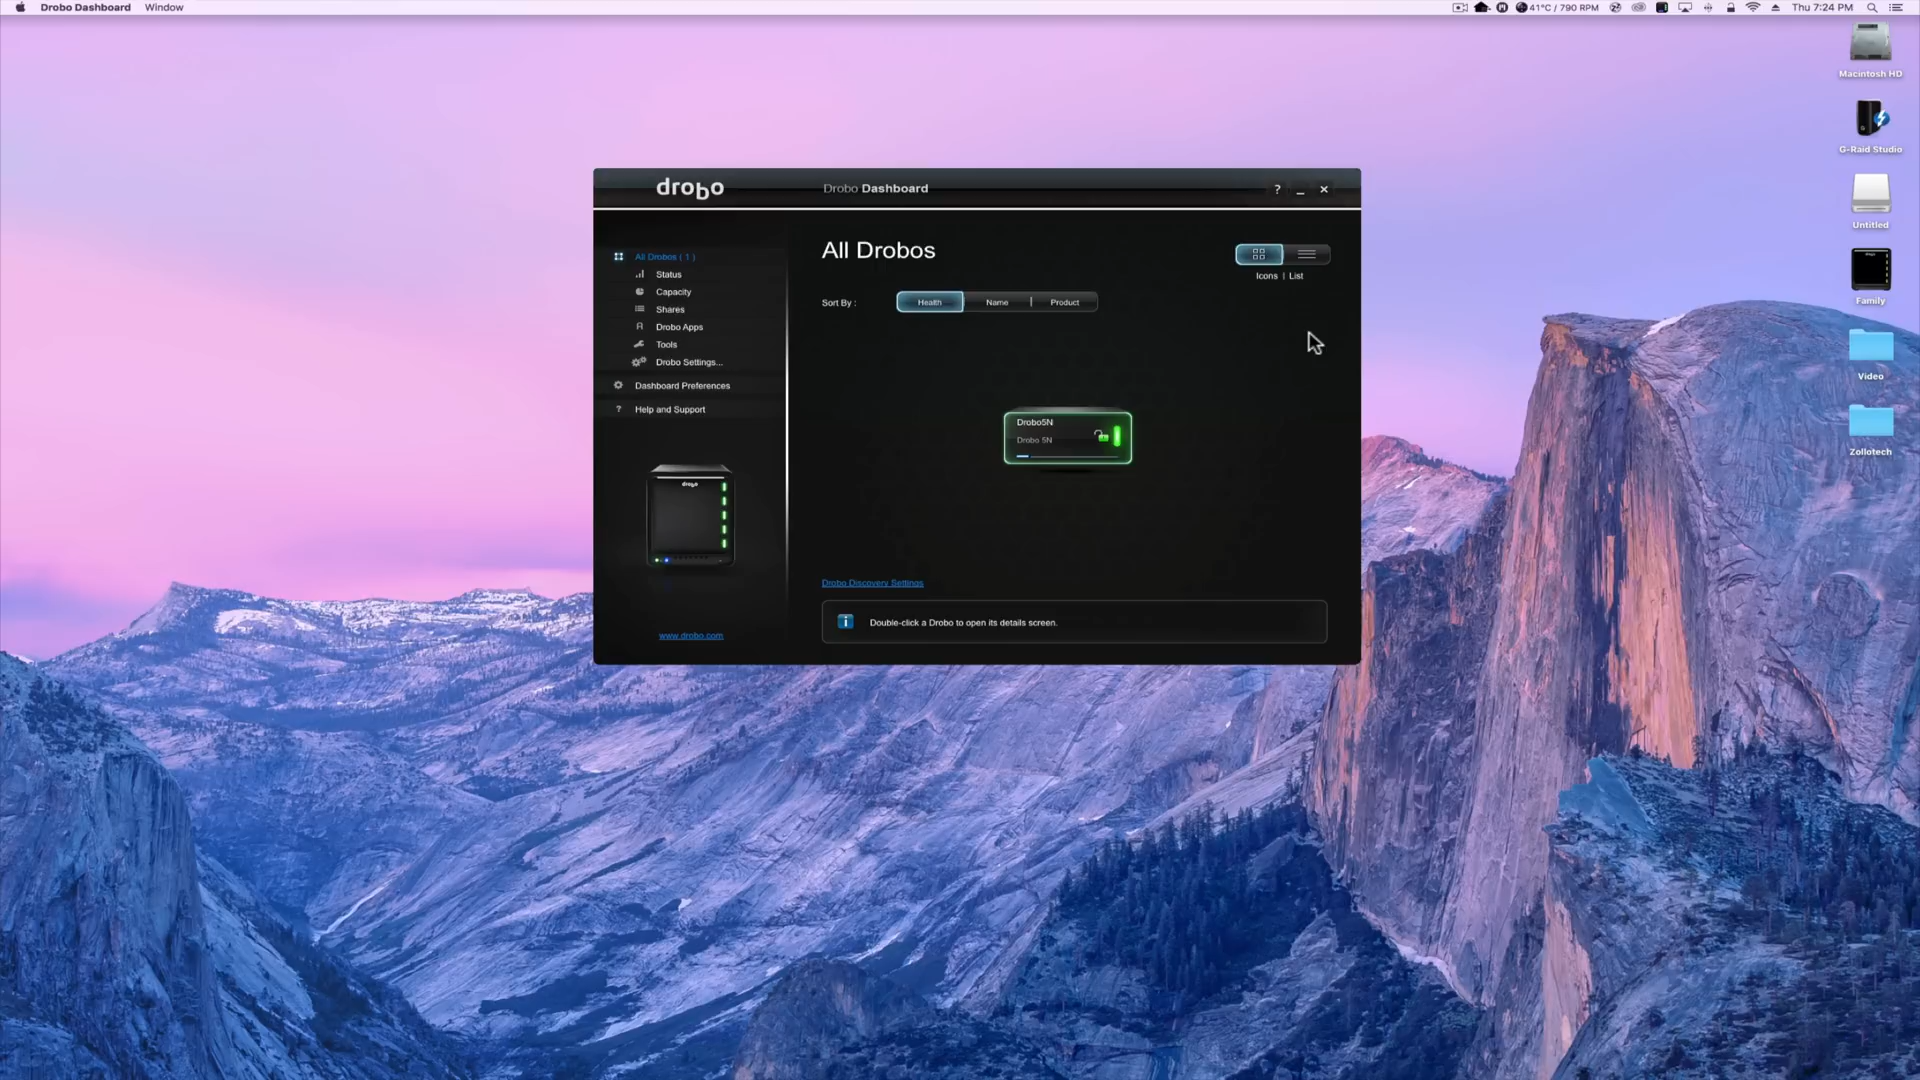 Drobo Dashboard Window 41°C / 790 RPM Thu 7:24 PM
Macintosh HD
G-Raid Studio
Untitled
Family
Video
Zollotech
drobo Drobo Dashboard ? _ ×
All Drobos ( 1 )
Status
Capacity
Shares
Drobo Apps
Tools
Drobo Settings...
Dashboard Preferences
? Help and Support
drobo
www.drobo.com
All Drobos
Icons | List
Sort By : Health Name | Product
Drobo5N
Drobo 5N
Drobo Discovery Settings
i Double-click a Drobo to open its details screen.